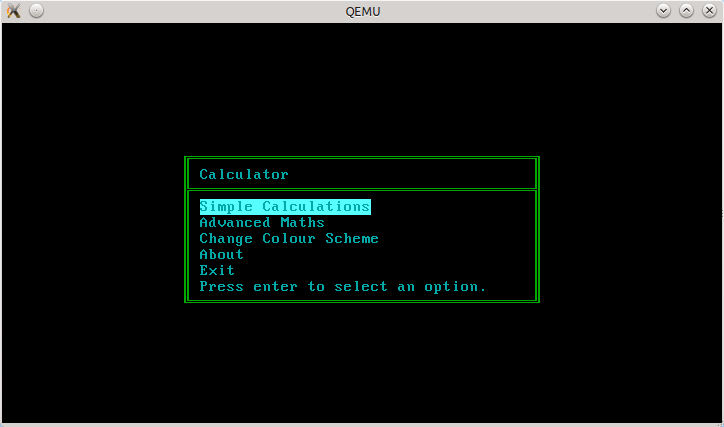 QEMU
Calculator
Simple Calculations
Advanced Maths
Change Colour Scheme
About
Exit
Press enter to select an option.